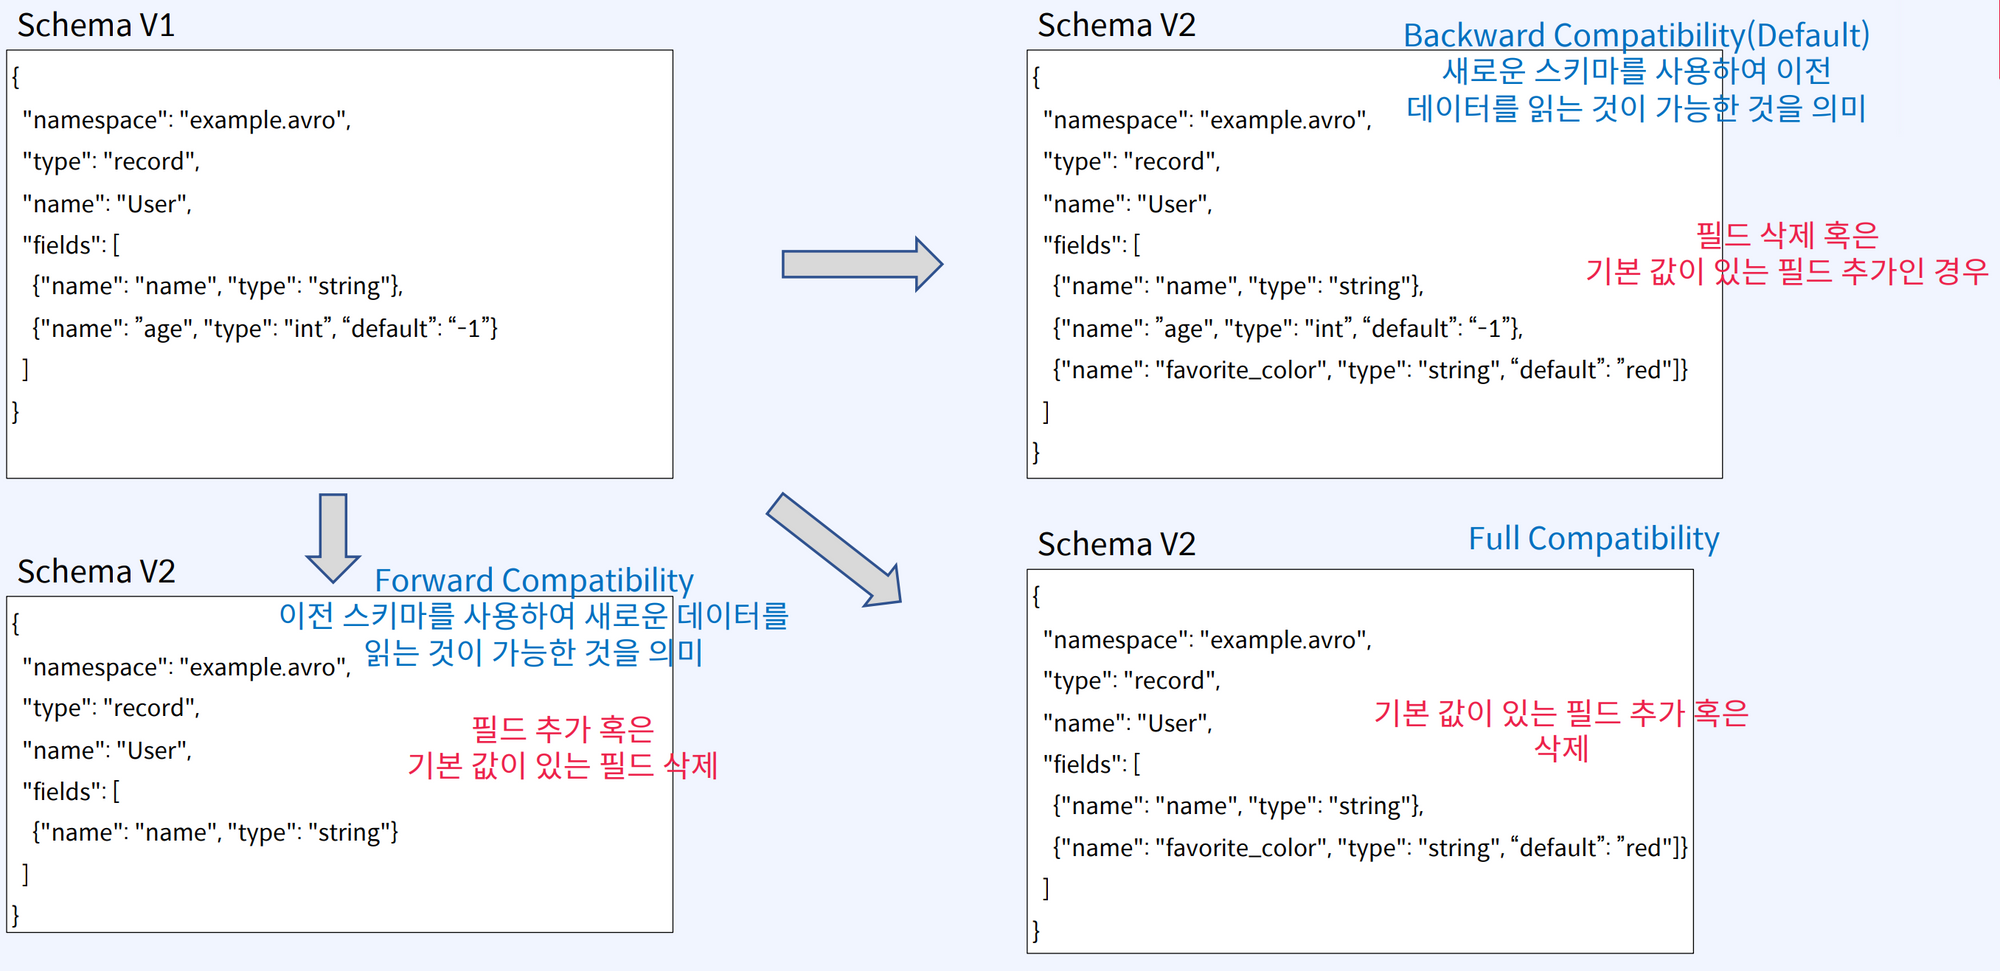 Schema V1
{
"namespace": "example.avro",
"type": "record",
"name": "User",
"fields": [
{"name": "name", "type": "string"},
{"name": ”age", "type": "int”, “default”: “-1”}
]
}
Schema V2
Backward Compatibility(Default)
새로운 스키마를 사용하여 이전
데이터를 읽는 것이 가능한 것을 의미
{
"namespace": "example.avro",
"type": "record",
"name": "User",
"fields": [
{"name": "name", "type": "string"},
{"name": ”age", "type": "int”, “default”: “-1”},
{"name": "favorite_color", "type": "string", “default”: ”red"]}
]
}
필드 삭제 혹은
기본 값이 있는 필드 추가인 경우
Schema V2
Forward Compatibility
이전 스키마를 사용하여 새로운 데이터를
읽는 것이 가능한 것을 의미
{
"namespace": "example.avro",
"type": "record",
"name": "User",
"fields": [
{"name": "name", "type": "string"}
]
}
필드 추가 혹은
기본 값이 있는 필드 삭제
Schema V2
Full Compatibility
{
"namespace": "example.avro",
"type": "record",
"name": "User",
"fields": [
{"name": "name", "type": "string"},
{"name": "favorite_color", "type": "string", “default”: ”red"]}
]
}
기본 값이 있는 필드 추가 혹은
삭제